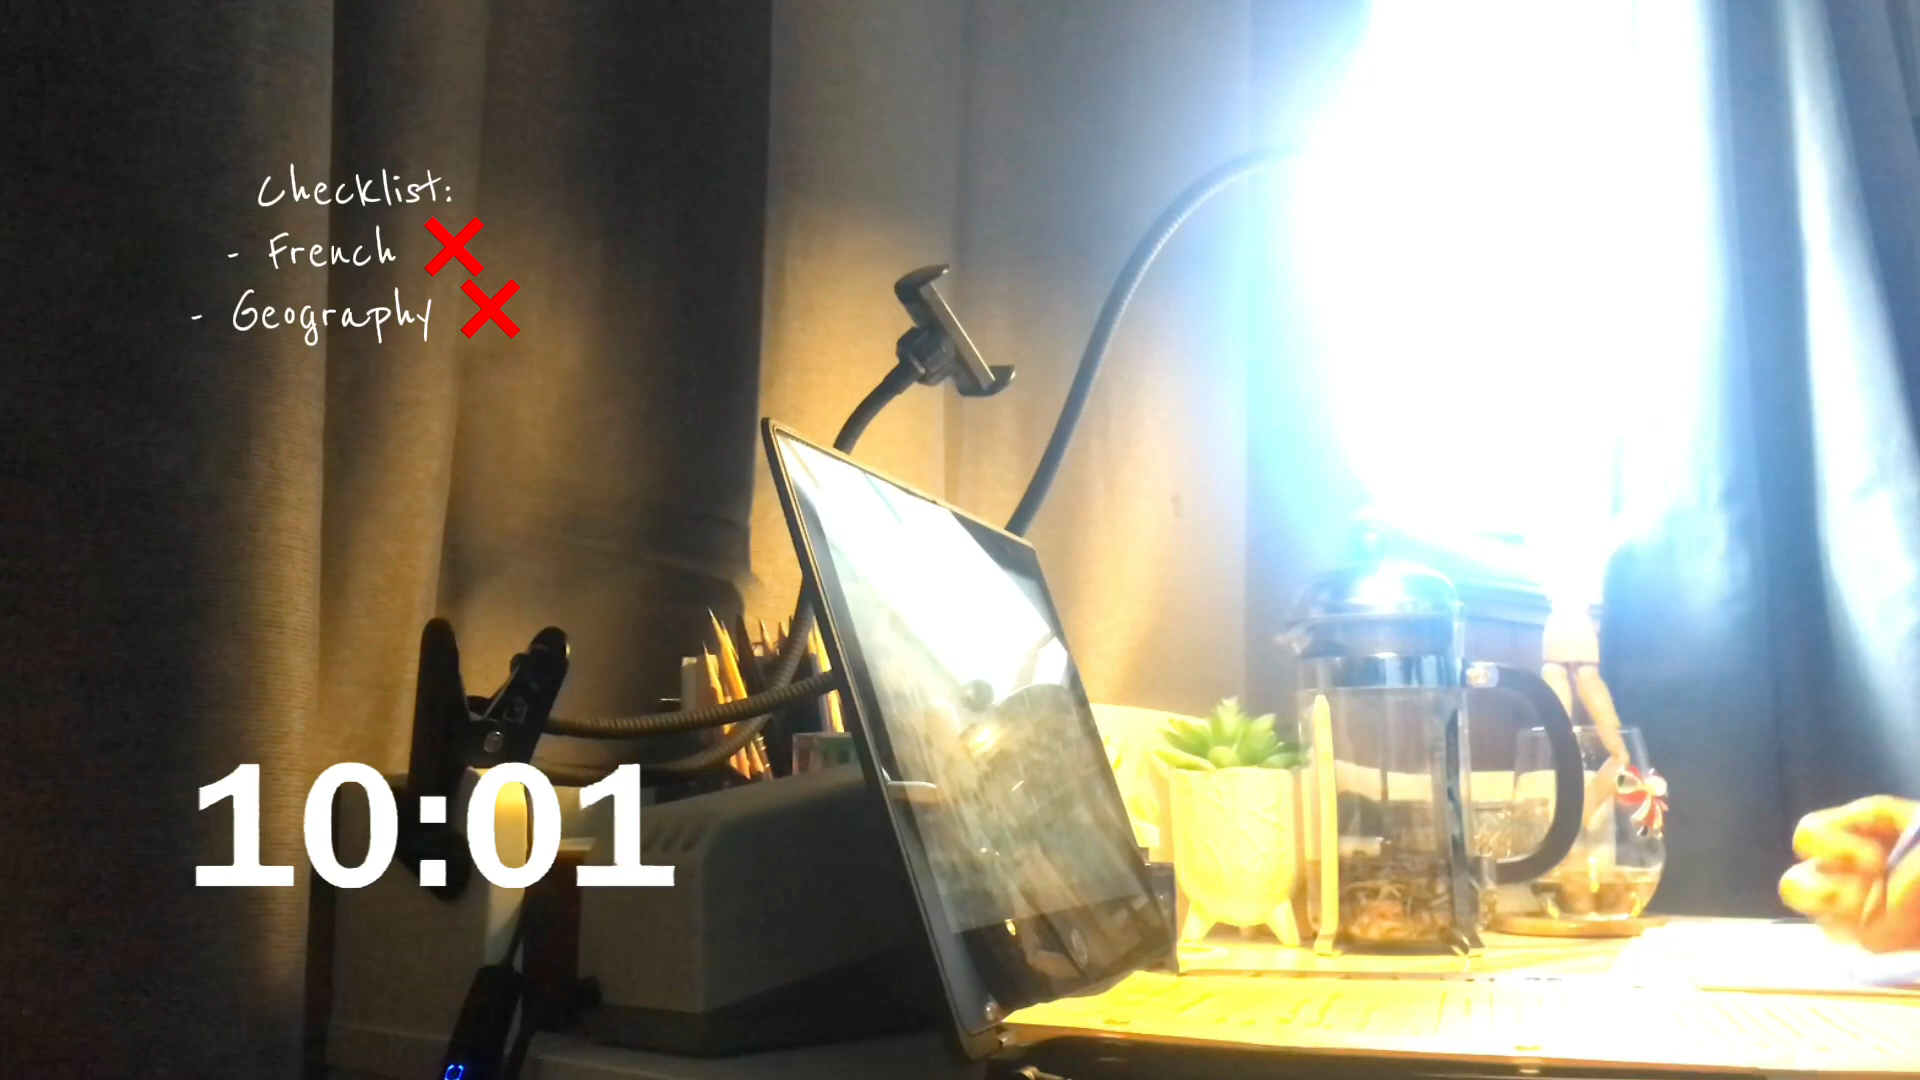 Checklist:
- French ❌
- Geography ❌
10:01